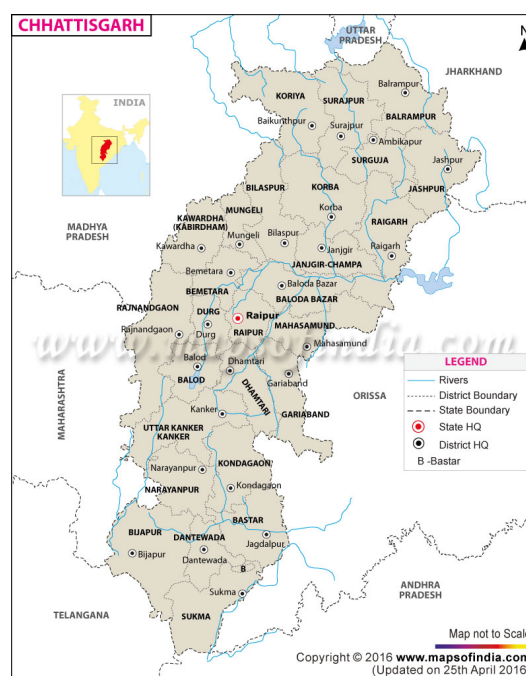 CHHATTISGARH
UTTAR
PRADESH
N
JHARKHAND
INDIA
KORIYA
SURAJPUR
Balrampur
BALRAMPUR
Baikunthpur
Surajpur
Ambikapur
SURGUJA
Jashpur
JASHPUR
BILASPUR
KORBA
MUNGELI
Korba
KAWARDHA
(KABIRDHAM)
RAIGARH
MADHYA
PRADESH
Mungeli
Bilaspur
Kawardha
Janjgir
Raigarh
JANJGIR-CHAMPA
Bemetara
Baloda Bazar
BEMETARA
BALODA BAZAR
RAJNANDGAON
DURG
Raipur
MAHASAMUND
Rajnandgaon
Durg
RAIPUR
www.mapsofindia.com
Mahasamund
Balod
Dhamtari
Gariaband
BALOD
DHAMTARI
MAHARASHTRA
ORISSA
Kanker
GARIABAND
UTTAR KANKER
KANKER
LEGEND
Rivers
District Boundary
State Boundary
State HQ
District HQ
B -Bastar
KONDAGAON
Narayanpur
NARAYANPUR
Kondagaon
BASTAR
BIJAPUR
DANTEWADA
Jagdalpur
Bijapur
Dantewada
B
Sukma
ANDHRA
PRADESH
TELANGANA
SUKMA
Map not to Scale
Copyright © 2016 www.mapsofindia.com
(Updated on 25th April 2016)